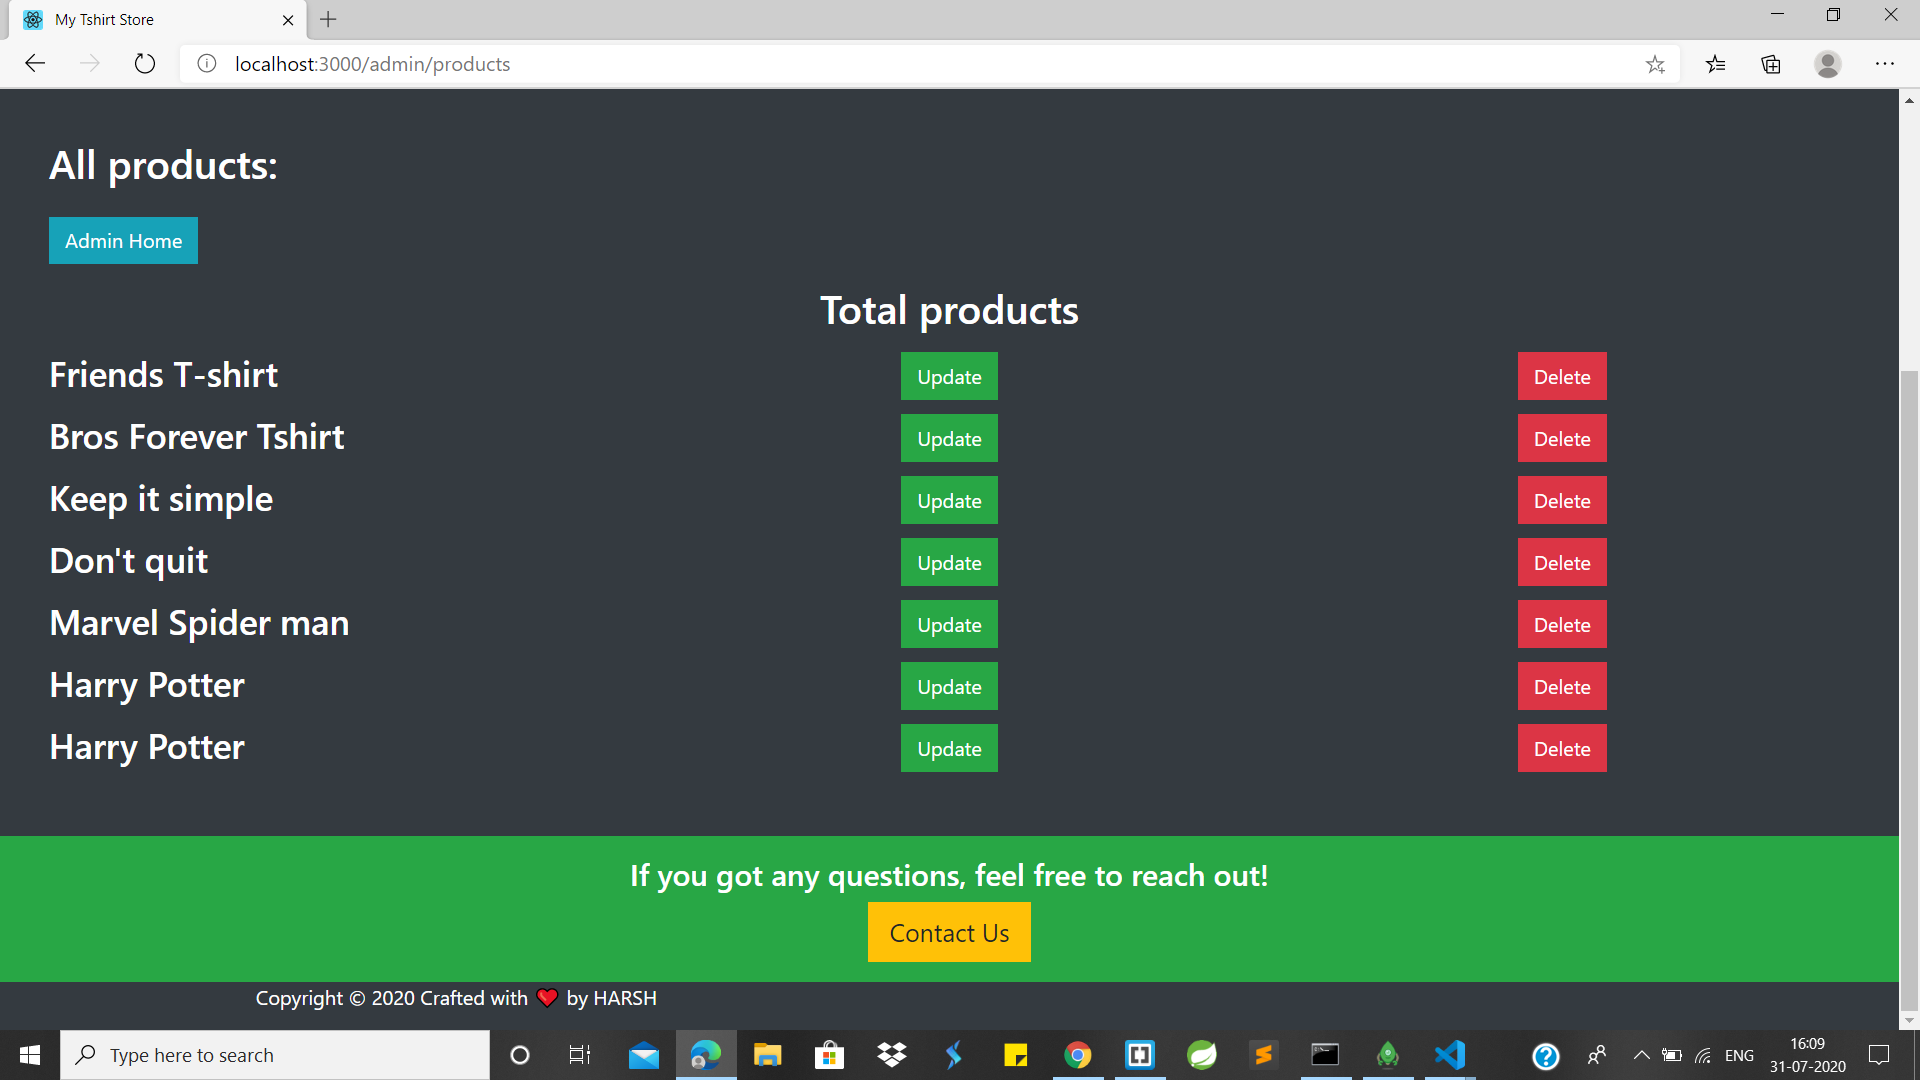 My Tshirt Store
localhost:3000/admin/products
All products:
Admin Home
Total products
Friends T-shirt Update Delete
Bros Forever Tshirt Update Delete
Keep it simple Update Delete
Don't quit Update Delete
Marvel Spider man Update Delete
Harry Potter Update Delete
Harry Potter Update Delete
If you got any questions, feel free to reach out!
Contact Us
Copyright © 2020 Crafted with ❤️ by HARSH
Type here to search
ENG
16:09
31-07-2020